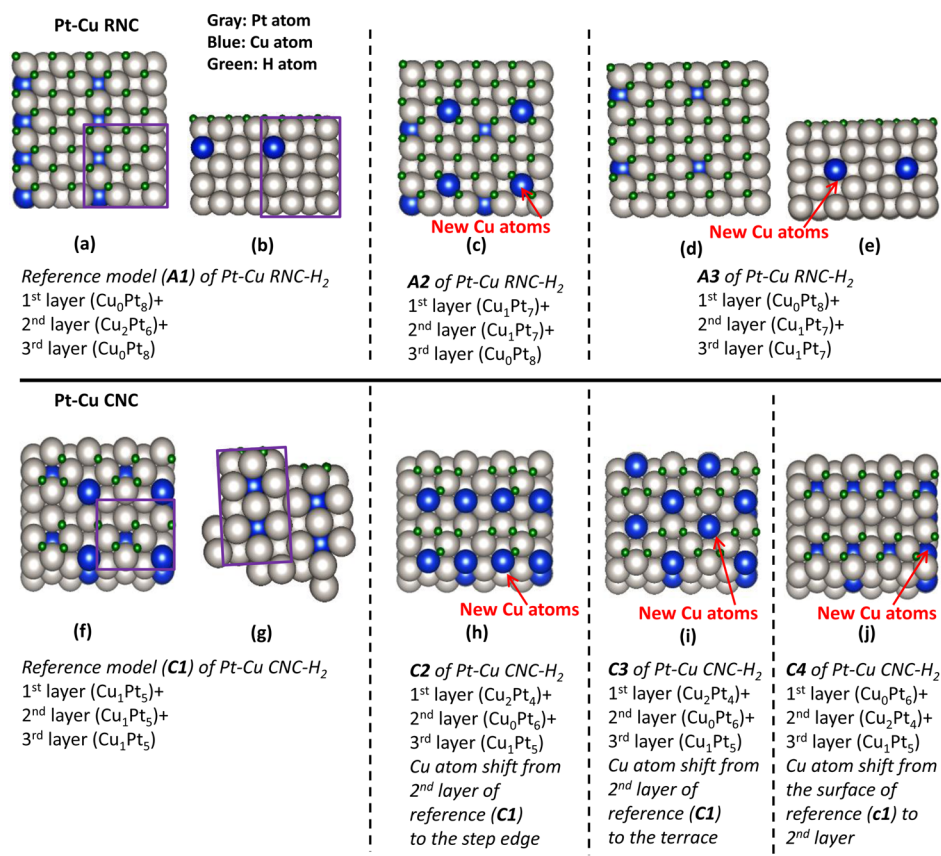 Pt-Cu RNC
Gray: Pt atom
Blue: Cu atom
Green: H atom
New Cu atoms
New Cu atoms
(a)
(b)
(c)
(d)
(e)
Reference model (A1) of Pt-Cu RNC-H₂
1st layer (Cu₀Pt₈)+
2nd layer (Cu₂Pt₆)+
3rd layer (Cu₀Pt₈)
A2 of Pt-Cu RNC-H₂
1st layer (Cu₁Pt₇)+
2nd layer (Cu₁Pt₇)+
3rd layer (Cu₀Pt₈)
A3 of Pt-Cu RNC-H₂
1st layer (Cu₀Pt₈)+
2nd layer (Cu₁Pt₇)+
3rd layer (Cu₁Pt₇)
Pt-Cu CNC
New Cu atoms
New Cu atoms
New Cu atoms
(f)
(g)
(h)
(i)
(j)
Reference model (C1) of Pt-Cu CNC-H₂
1st layer (Cu₁Pt₅)+
2nd layer (Cu₁Pt₅)+
3rd layer (Cu₁Pt₅)
C2 of Pt-Cu CNC-H₂
1st layer (Cu₂Pt₄)+
2nd layer (Cu₀Pt₆)+
3rd layer (Cu₁Pt₅)
Cu atom shift from
2nd layer of
reference (C1)
to the step edge
C3 of Pt-Cu CNC-H₂
1st layer (Cu₂Pt₄)+
2nd layer (Cu₀Pt₆)+
3rd layer (Cu₁Pt₅)
Cu atom shift from
2nd layer of
reference (C1)
to the terrace
C4 of Pt-Cu CNC-H₂
1st layer (Cu₀Pt₆)+
2nd layer (Cu₂Pt₄)+
3rd layer (Cu₁Pt₅)
Cu atom shift from
the surface of
reference (c1) to
2nd layer